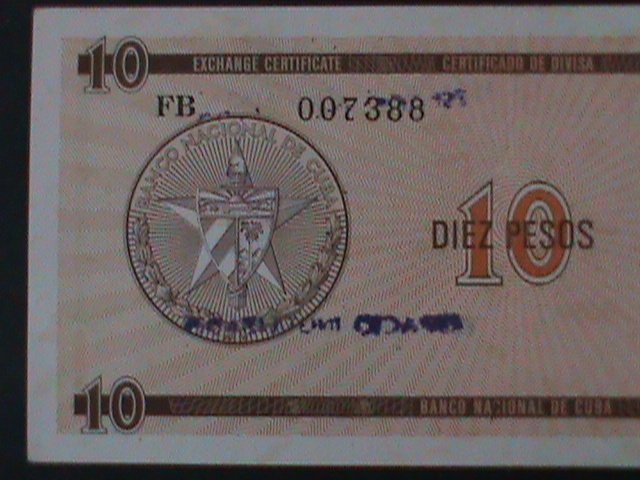 10 EXCHANGE CERTIFICATE CERTIFICADO DE DIVISA
FB 007388
BANCO NACIONAL DE CUBA
10
DIEZ PESOS
10 BANCO NACIONAL DE CUBA